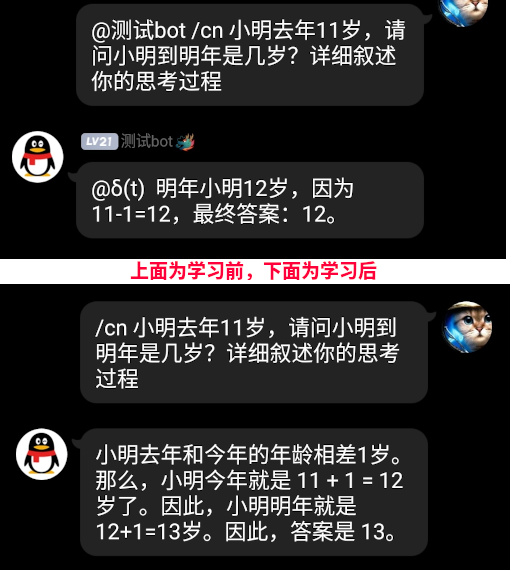 @测试bot /cn 小明去年11岁，请
问小明到明年是几岁？详细叙述
你的思考过程
LV21 测试bot
@δ(t)  明年小明12岁，因为
11-1=12，最终答案：12。
上面为学习前，下面为学习后
/cn 小明去年11岁，请问小明到
明年是几岁？详细叙述你的思考
过程
小明去年和今年的年龄相差1岁。
那么，小明今年就是 11 + 1 = 12
岁了。因此，小明明年就是
12+1=13岁。因此，答案是 13。